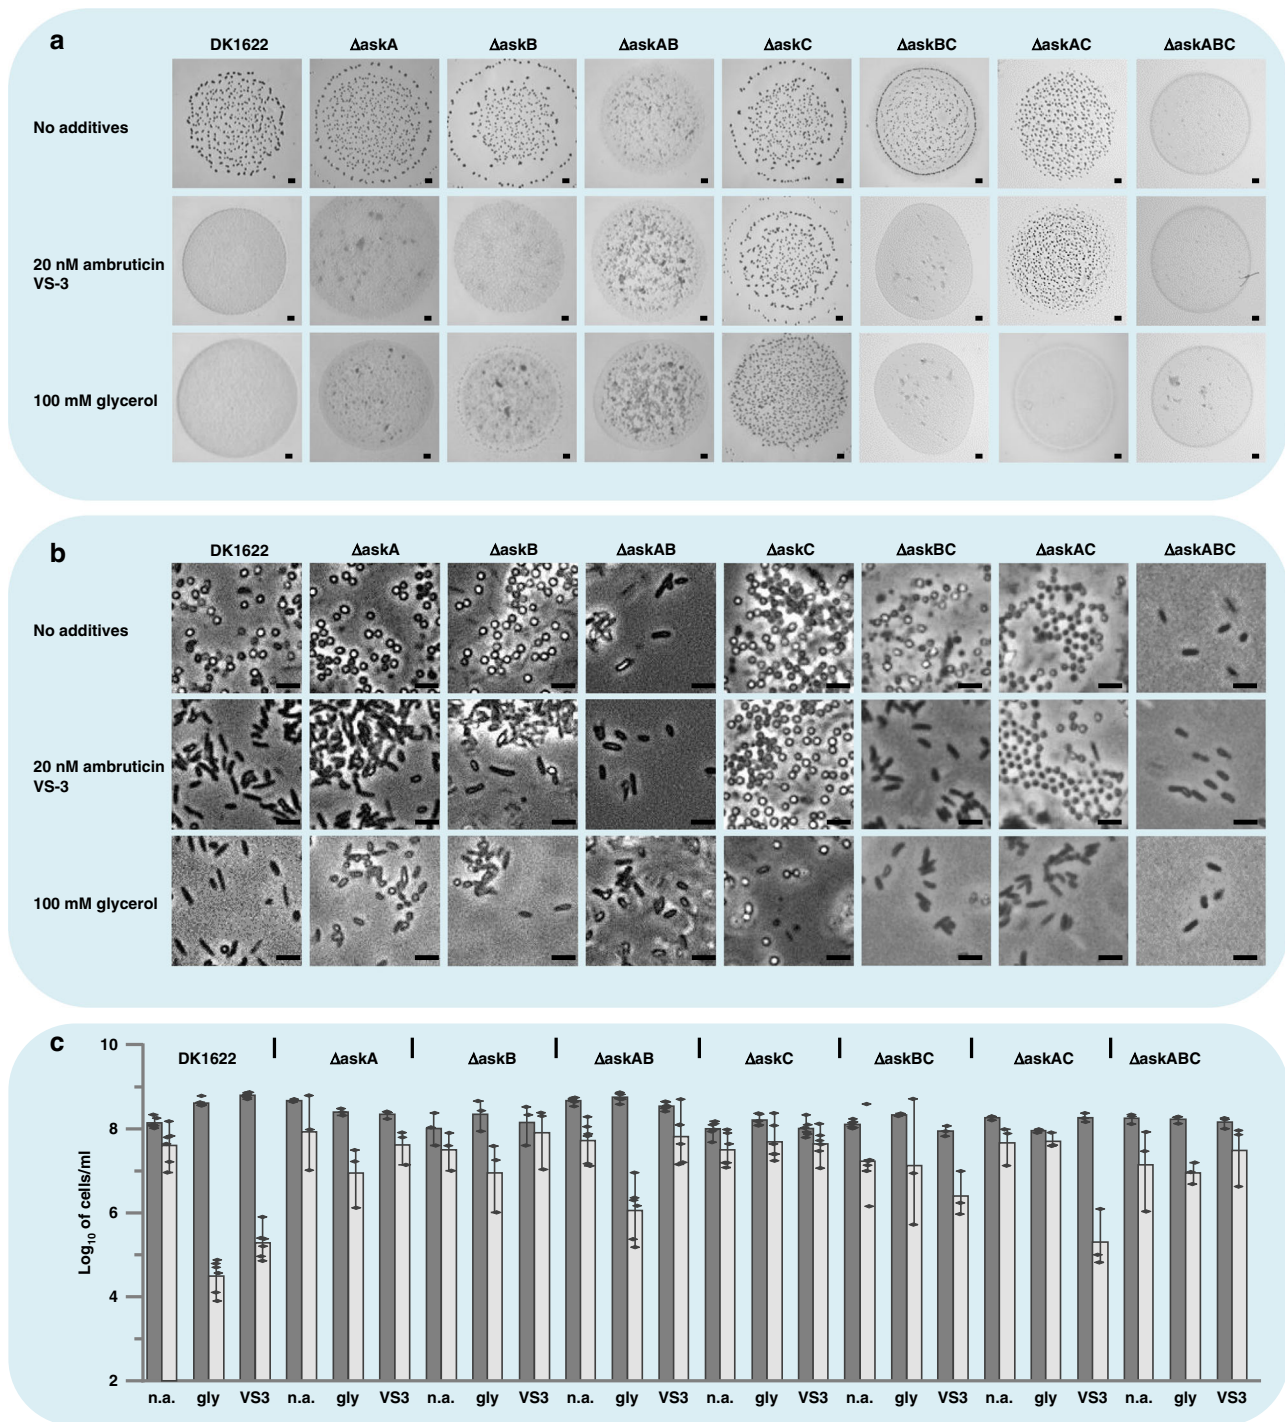 a
DK1622 ΔaskA ΔaskB ΔaskAB ΔaskC ΔaskBC ΔaskAC ΔaskABC
No additives
20 nM ambruticin
VS-3
100 mM glycerol
b
DK1622 ΔaskA ΔaskB ΔaskAB ΔaskC ΔaskBC ΔaskAC ΔaskABC
No additives
20 nM ambruticin
VS-3
100 mM glycerol
c
10
DK1622 ΔaskA ΔaskB ΔaskAB ΔaskC ΔaskBC ΔaskAC ΔaskABC
8
6
4
2
Log10 of cells/ml
n.a. gly VS3 n.a. gly VS3 n.a. gly VS3 n.a. gly VS3 n.a. gly VS3 n.a. gly VS3 n.a. gly VS3 n.a. gly VS3